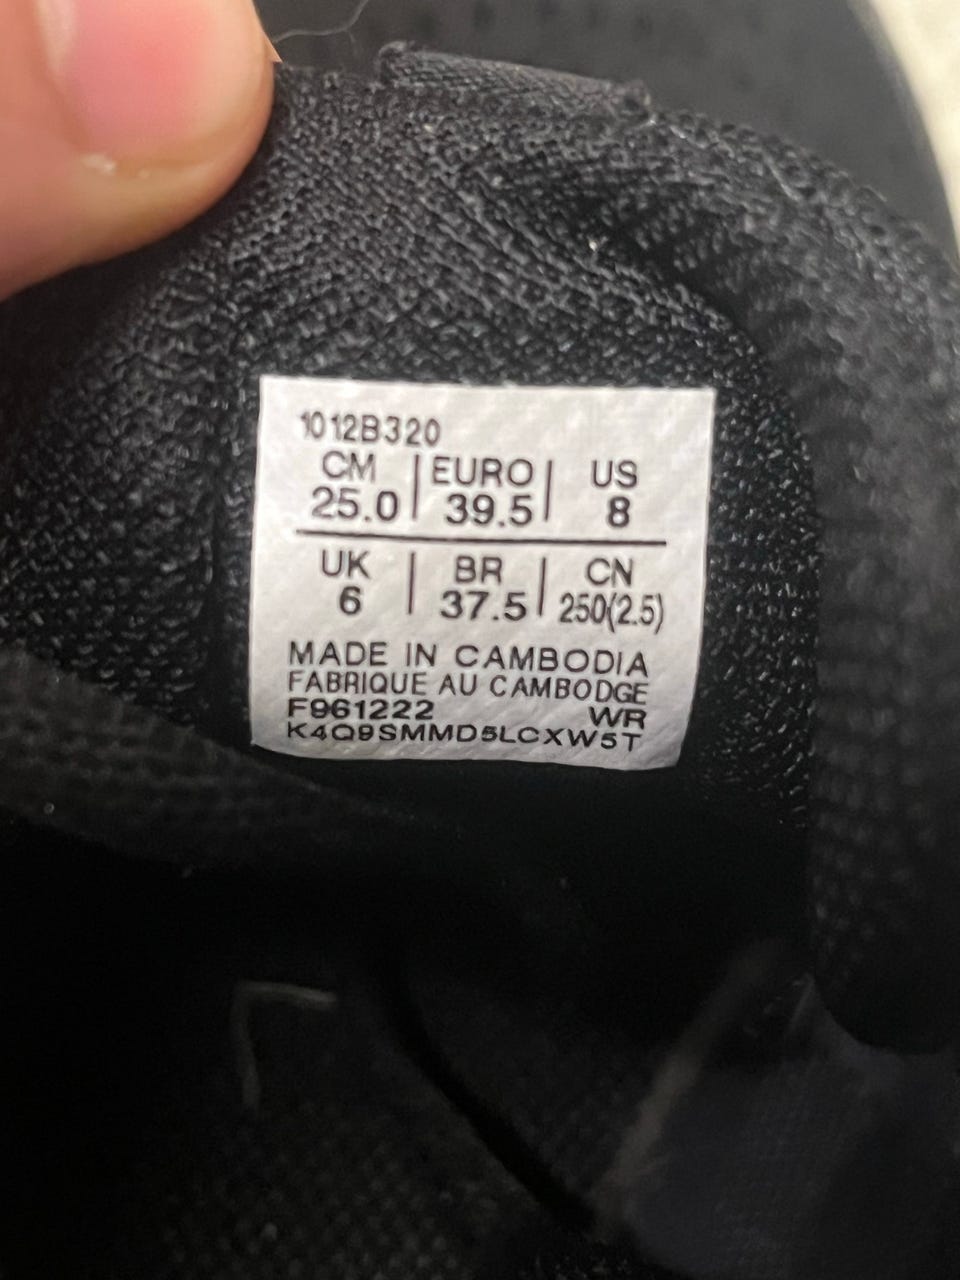 1012B320
CM | EURO | US
25.0 | 39.5 | 8
UK | BR | CN
6 | 37.5 | 250(2.5)
MADE IN CAMBODIA
FABRIQUE AU CAMBODGE
F961222 WR
K4Q9SMMD5LCXW5T